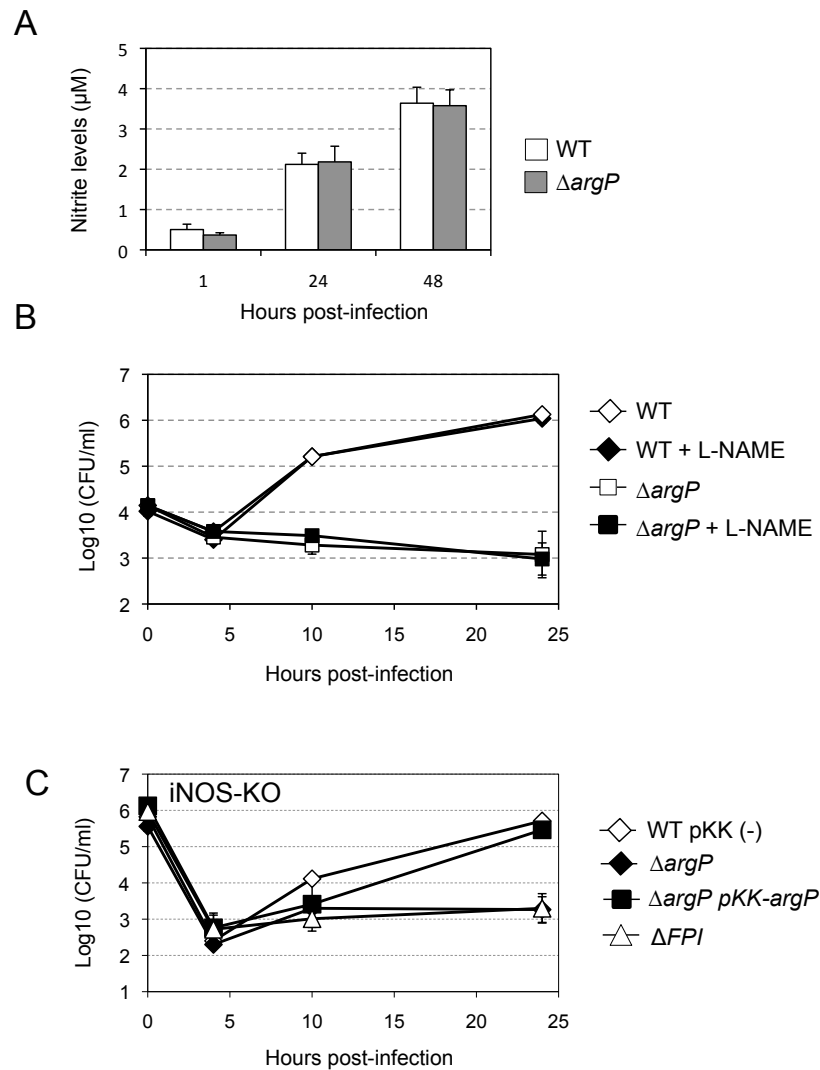 A
Nitrite levels (µM)
5
4
3
2
1
0
1 24 48
Hours post-infection
WT
ΔargP
B
Log10 (CFU/ml)
7
6
5
4
3
2
0 5 10 15 20 25
Hours post-infection
WT
WT + L-NAME
ΔargP
ΔargP + L-NAME
C
iNOS-KO
Log10 (CFU/ml)
7
6
5
4
3
2
1
0 5 10 15 20 25
Hours post-infection
WT pKK (-)
ΔargP
ΔargP pKK-argP
ΔFPI